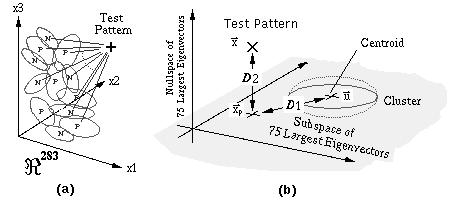 x3
Test
Pattern
N
P
N
P
N
N
P
x2
P
P
N
N
ℜ283
x1
(a)
Nullspace of
75 Largest Eigenvectors
Test Pattern
x⃗
D2
x⃗p
D1
u⃗
Centroid
Cluster
Subspace of
75 Largest Eigenvectors
(b)